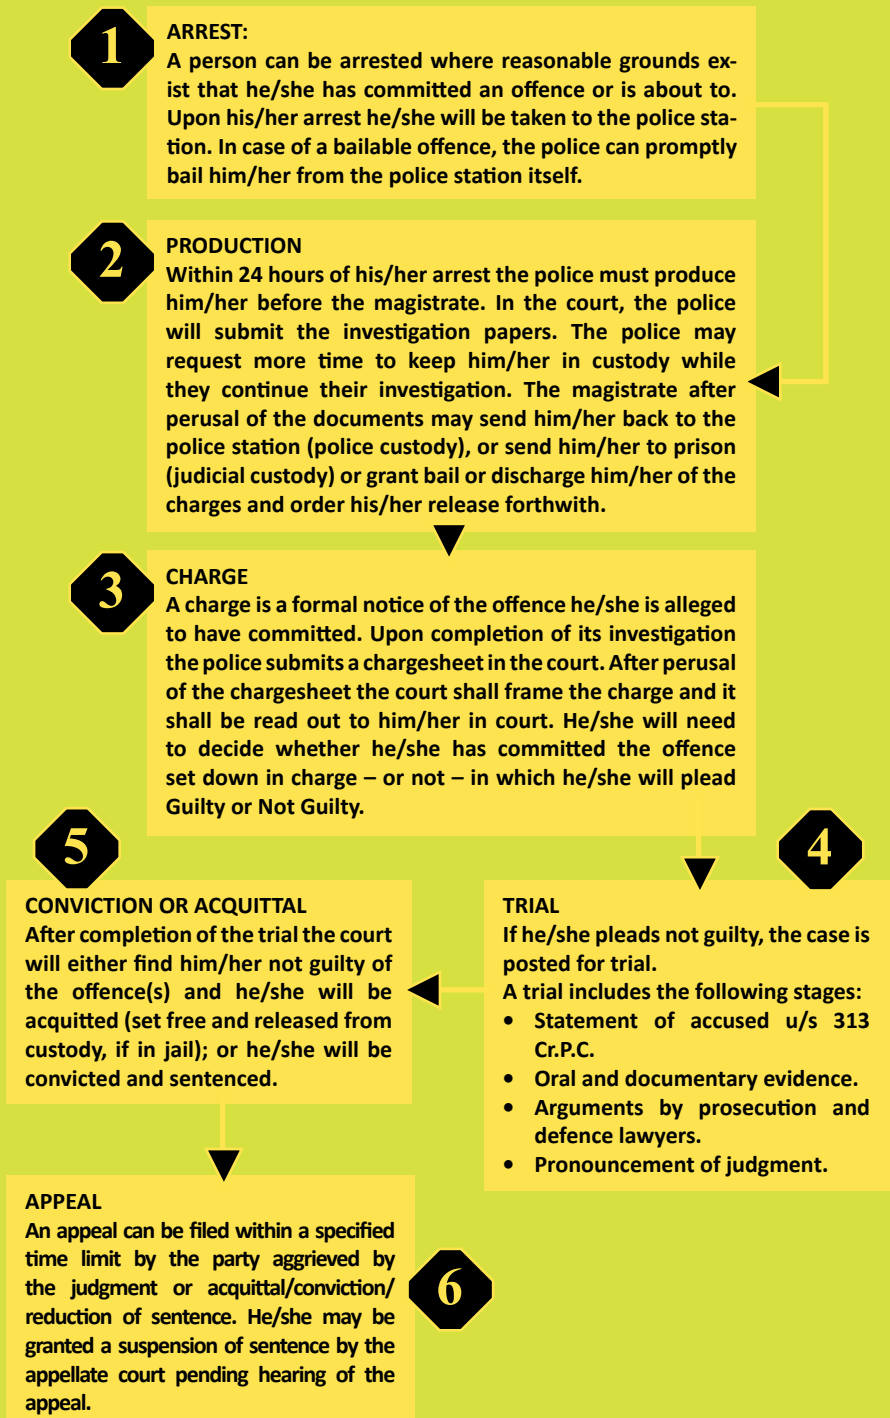 1
ARREST:
A person can be arrested where reasonable grounds ex-
ist that he/she has committed an offence or is about to.
Upon his/her arrest he/she will be taken to the police sta-
tion. In case of a bailable offence, the police can promptly
bail him/her from the police station itself.
2
PRODUCTION
Within 24 hours of his/her arrest the police must produce
him/her before the magistrate. In the court, the police
will submit the investigation papers. The police may
request more time to keep him/her in custody while
they continue their investigation. The magistrate after
perusal of the documents may send him/her back to the
police station (police custody), or send him/her to prison
(judicial custody) or grant bail or discharge him/her of the
charges and order his/her release forthwith.
3
CHARGE
A charge is a formal notice of the offence he/she is alleged
to have committed. Upon completion of its investigation
the police submits a chargesheet in the court. After perusal
of the chargesheet the court shall frame the charge and it
shall be read out to him/her in court. He/she will need
to decide whether he/she has committed the offence
set down in charge – or not – in which he/she will plead
Guilty or Not Guilty.
4
TRIAL
If he/she pleads not guilty, the case is
posted for trial.
A trial includes the following stages:
• Statement of accused u/s 313
Cr.P.C.
• Oral and documentary evidence.
• Arguments by prosecution and
defence lawyers.
• Pronouncement of judgment.
5
CONVICTION OR ACQUITTAL
After completion of the trial the court
will either find him/her not guilty of
the offence(s) and he/she will be
acquitted (set free and released from
custody, if in jail); or he/she will be
convicted and sentenced.
6
APPEAL
An appeal can be filed within a specified
time limit by the party aggrieved by
the judgment or acquittal/conviction/
reduction of sentence. He/she may be
granted a suspension of sentence by the
appellate court pending hearing of the
appeal.